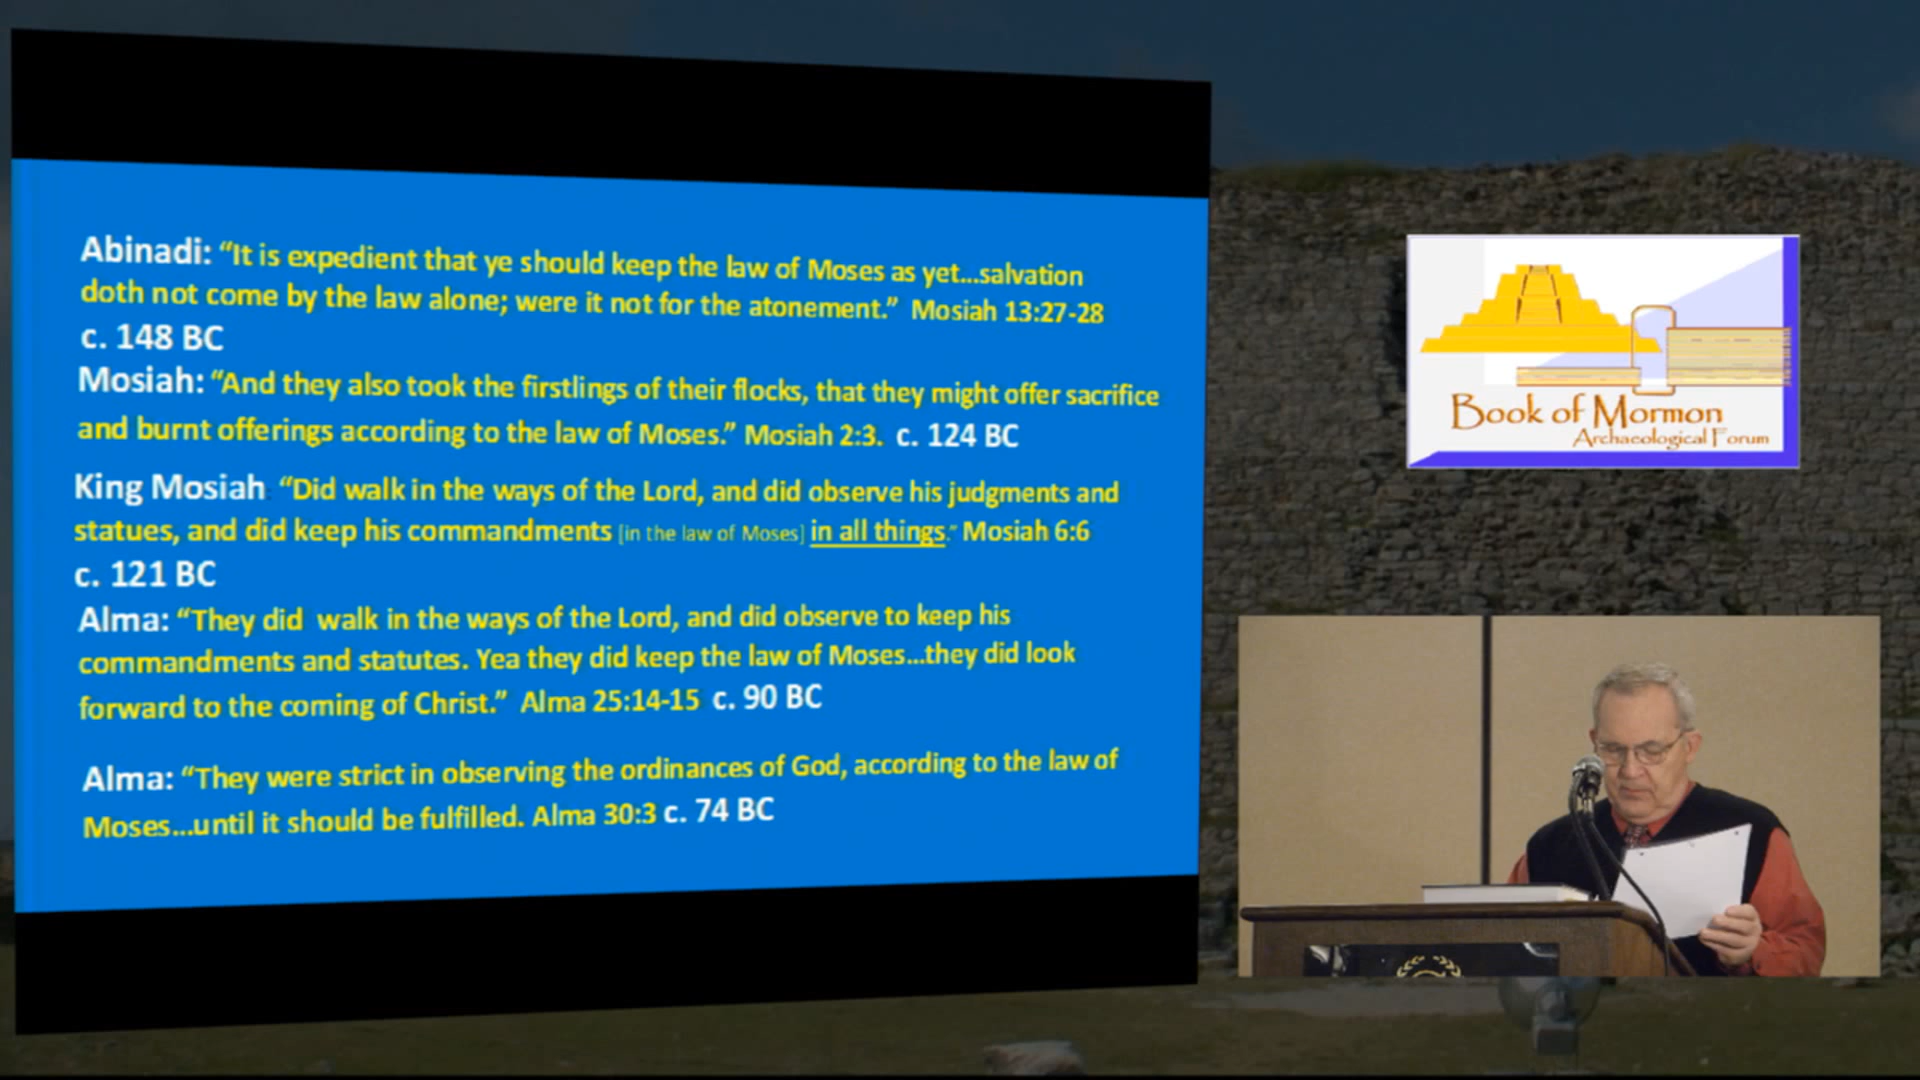 Abinadi: “It is expedient that ye should keep the law of Moses as yet...salvation
doth not come by the law alone; were it not for the atonement.” Mosiah 13:27-28
c. 148 BC
Mosiah: “And they also took the firstlings of their flocks, that they might offer sacrifice
and burnt offerings according to the law of Moses.” Mosiah 2:3. c. 124 BC
King Mosiah: “Did walk in the ways of the Lord, and did observe his judgments and
statues, and did keep his commandments [in the law of Moses] in all things.” Mosiah 6:6
c. 121 BC
Alma: “They did walk in the ways of the Lord, and did observe to keep his
commandments and statutes. Yea they did keep the law of Moses...they did look
forward to the coming of Christ.” Alma 25:14-15 c. 90 BC
Alma: “They were strict in observing the ordinances of God, according to the law of
Moses...until it should be fulfilled. Alma 30:3 c. 74 BC
Book of Mormon
Archaeological Forum